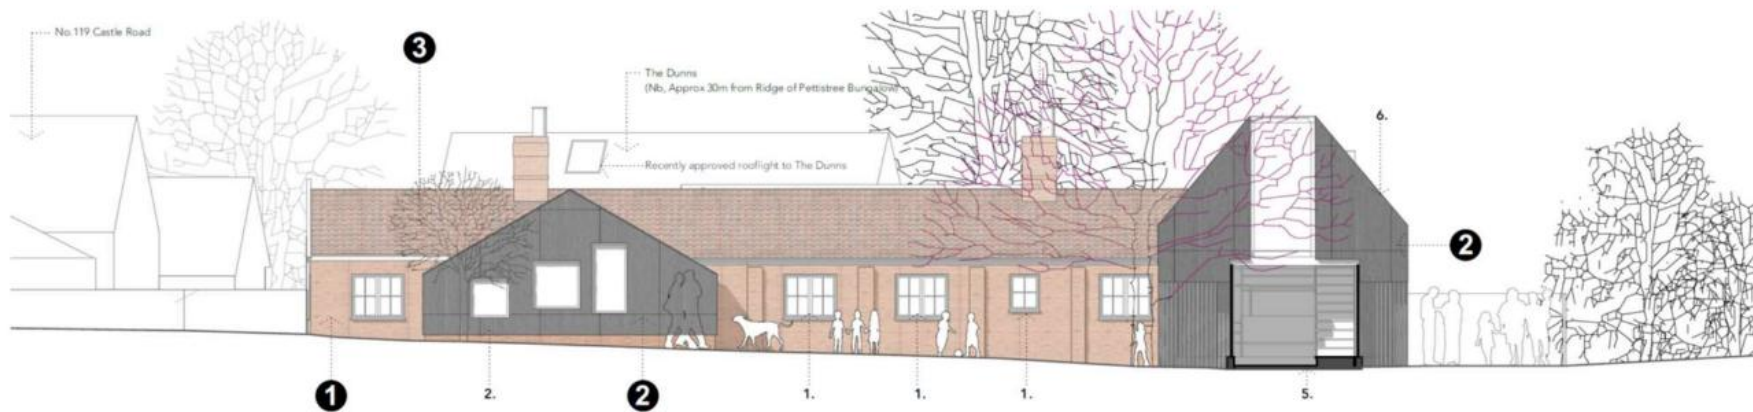 No.119 Castle Road
3
The Dunns
(Nb, Approx 30m from Ridge of Pettistree Bungalow)
6.
Recently approved rooflight to The Dunns
2
1
2.
2
1.
1.
1.
5.